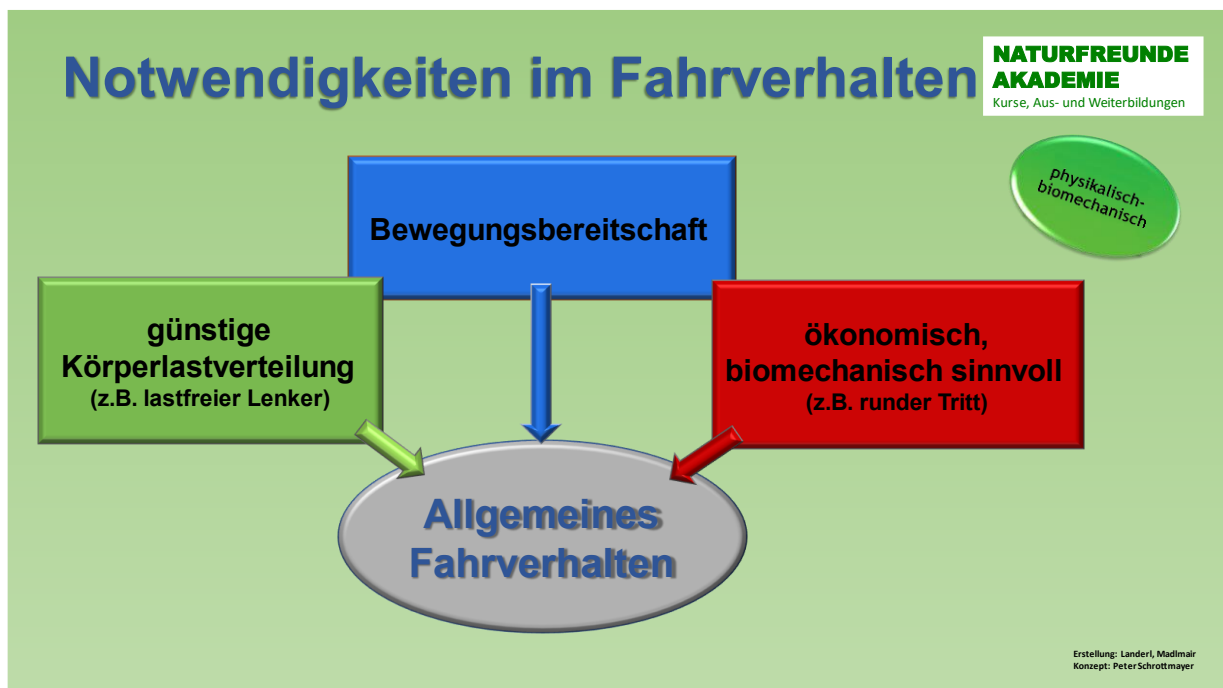 Notwendigkeiten im Fahrverhalten
NATURFREUNDE
AKADEMIE
Kurse, Aus- und Weiterbildungen
physikalisch-
biomechanisch
Bewegungsbereitschaft
günstige
Körperlastverteilung
(z.B. lastfreier Lenker)
ökonomisch,
biomechanisch sinnvoll
(z.B. runder Tritt)
Allgemeines
Fahrverhalten
Erstellung: Landerl, Madlmair
Konzept: Peter Schrottmayer